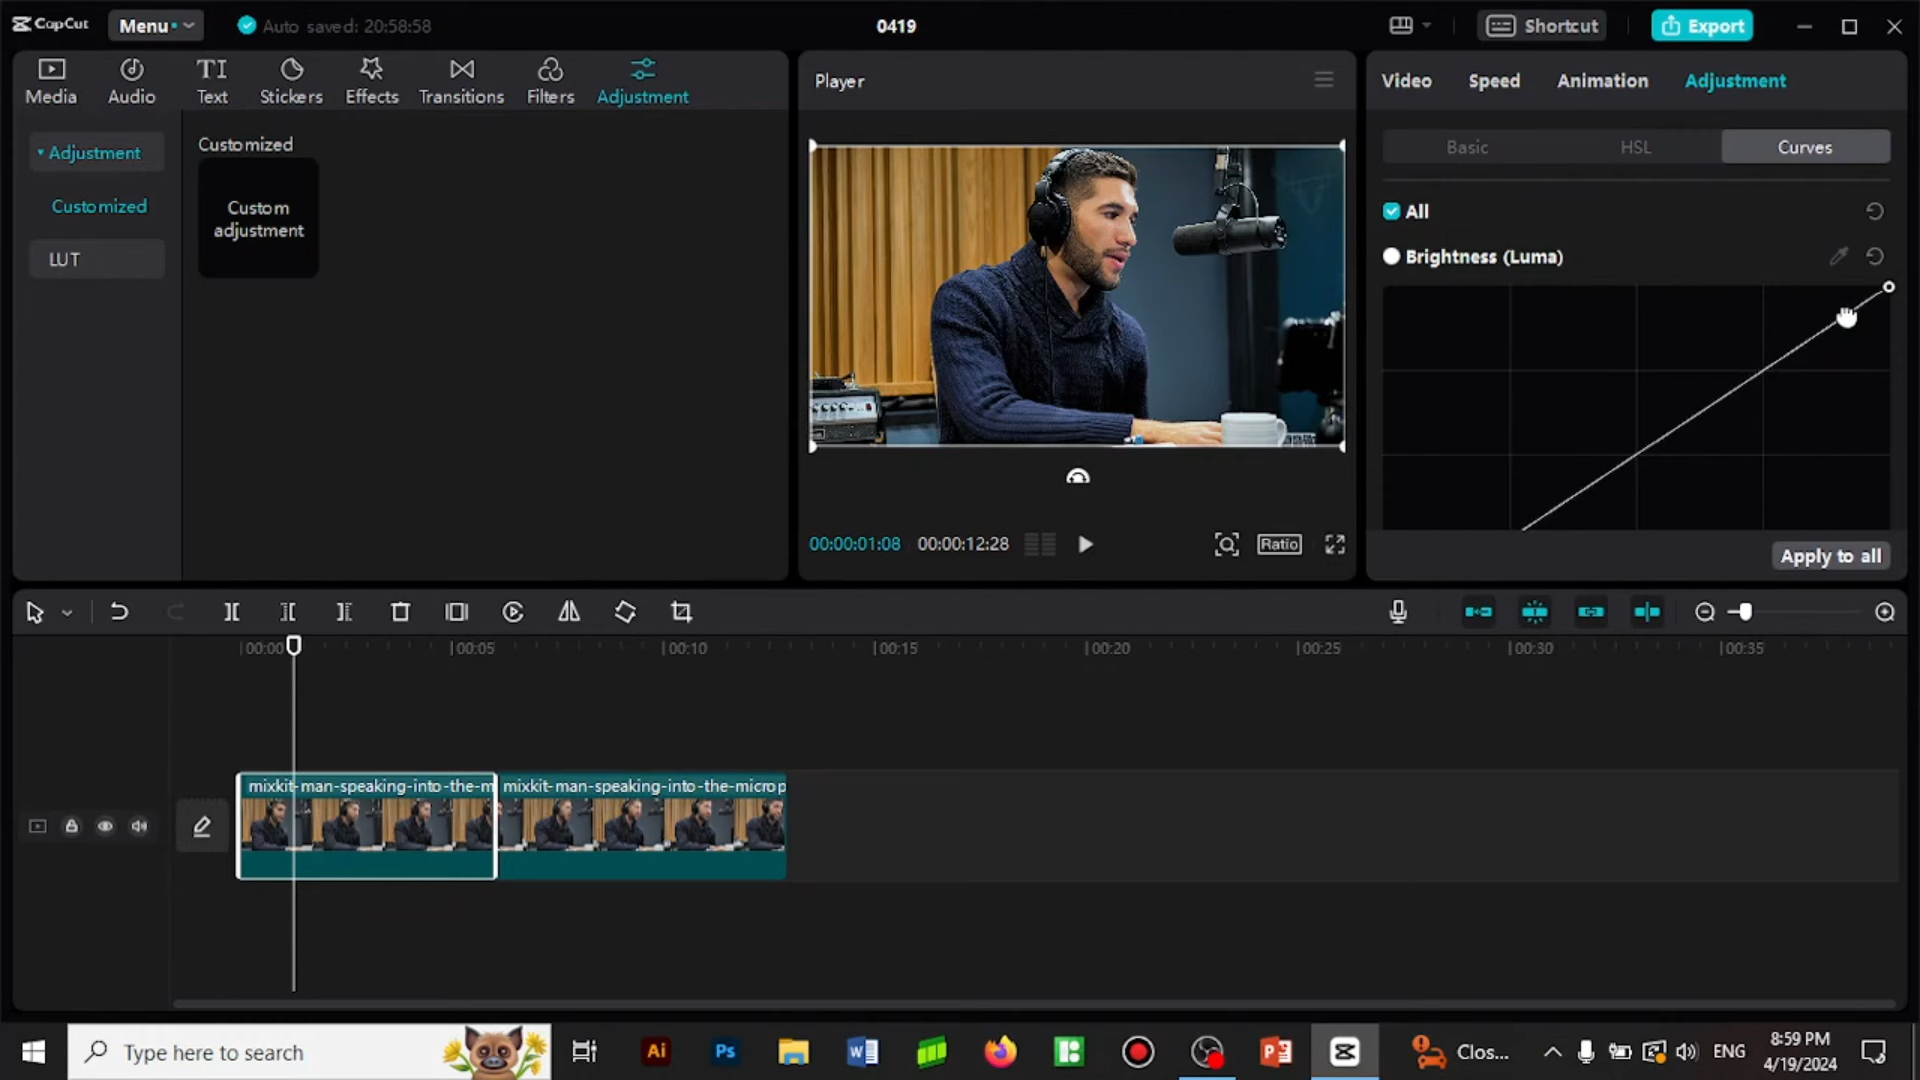 CapCut
Menu
Auto saved: 20:58:58
0419
Shortcut
Export
Media
Audio
TI
Text
Stickers
Effects
Transitions
Filters
Adjustment
Adjustment
Customized
LUT
Customized
Custom
adjustment
Player
00:00:01:08
00:00:12:28
Ratio
Video
Speed
Animation
Adjustment
Basic
HSL
Curves
All
Brightness (Luma)
Apply to all
00:00
00:05
00:10
00:15
00:20
00:25
00:30
00:35
mixkit-man-speaking-into-the-m
mixkit-man-speaking-into-the-microp
Type here to search
Ai
Ps
W
P
Clos...
ENG
8:59 PM
4/19/2024